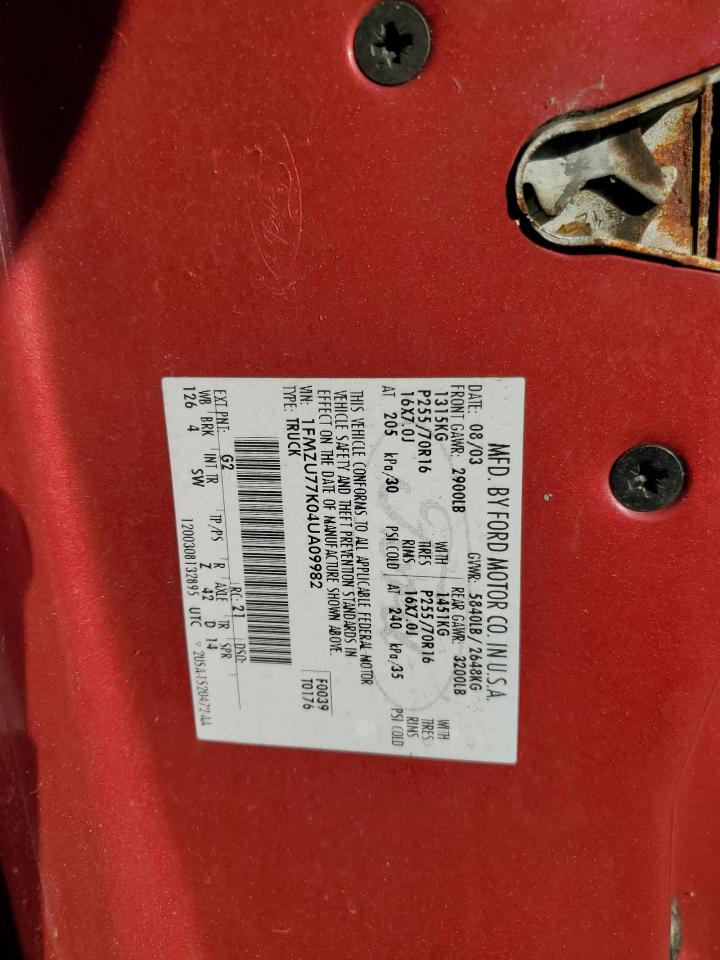 Ford
MFD. BY FORD MOTOR CO. IN U.S.A.
DATE: 08/03 GVWR: 5840LB/2648KG
FRONT GAWR: 2900LB REAR GAWR: 3200LB
1315KG WITH 1451KG WITH
P255/70R16 TIRES P255/70R16 TIRES
16X7.0J RIMS 16X7.0J RIMS
AT 205 kPa/30 PSI COLD AT 240 kPa/35 PSI COLD
THIS VEHICLE CONFORMS TO ALL APPLICABLE FEDERAL MOTOR
VEHICLE SAFETY AND THEFT PREVENTION STANDARDS IN
EFFECT ON THE DATE OF MANUFACTURE SHOWN ABOVE.
VIN: 1FMZU77K04UA09982 F0039
TYPE: TRUCK T0176
EXT PNT: G2 RC: 21 DSO:
WB BRK INT TR TP/PS R AXLE TR SPR
126 4 SW Z 42 D 14
1200308132895 UTC 2U5A-1520472-AA